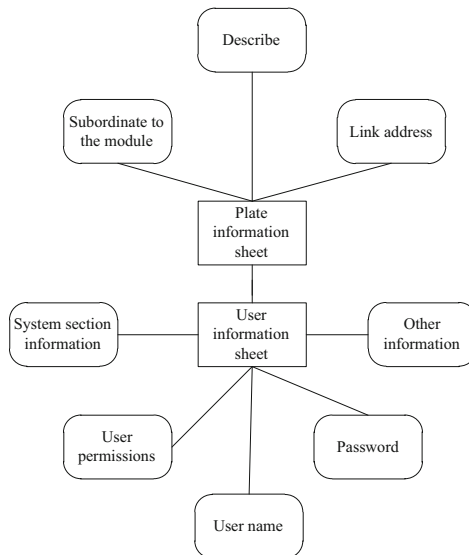 Describe
Subordinate to
the module
Link address
Plate
information
sheet
System section
information
User
information
sheet
Other
information
User
permissions
Password
User name